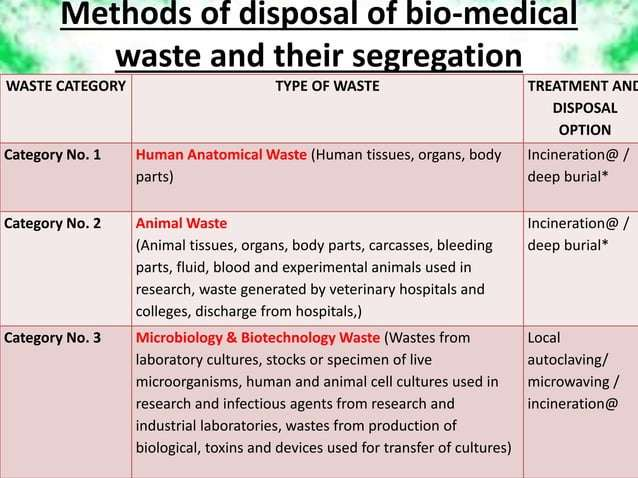 Methods of disposal of bio-medical
waste and their segregation
WASTE CATEGORY
TYPE OF WASTE
TREATMENT AND
DISPOSAL
OPTION
Category No. 1
Human Anatomical Waste (Human tissues, organs, body
parts)
Incineration@ /
deep burial*
Category No. 2
Animal Waste
(Animal tissues, organs, body parts, carcasses, bleeding
parts, fluid, blood and experimental animals used in
research, waste generated by veterinary hospitals and
colleges, discharge from hospitals,)
Incineration@ /
deep burial*
Category No. 3
Microbiology & Biotechnology Waste (Wastes from
laboratory cultures, stocks or specimen of live
microorganisms, human and animal cell cultures used in
research and infectious agents from research and
industrial laboratories, wastes from production of
biological, toxins and devices used for transfer of cultures)
Local
autoclaving/
microwaving /
incineration@